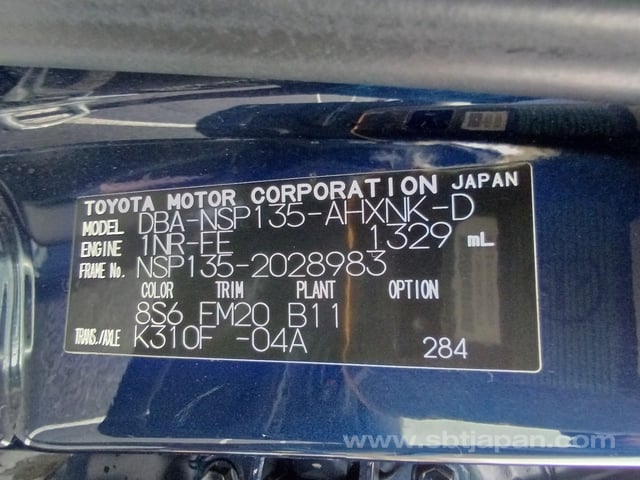 TOYOTA MOTOR CORPORATION JAPAN
MODEL DBA-NSP135-AHXNK-D
ENGINE 1NR-FE 1329 mL
FRAME No. NSP135-2028983
COLOR TRIM PLANT OPTION
8S6 FM20 B11
TRANS./AXLE K310F -04A 284
www.sbtjapan.com